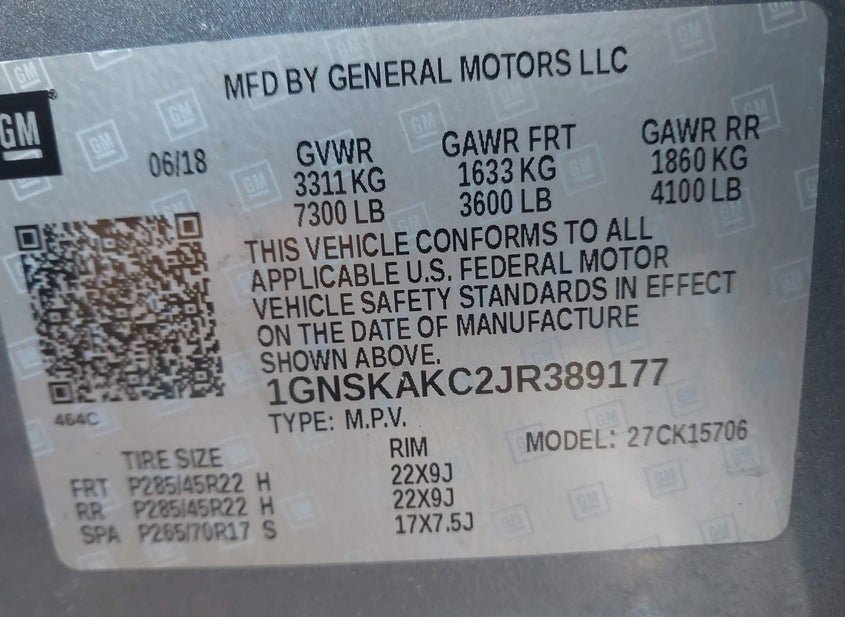 MFD BY GENERAL MOTORS LLC
GM
06/18
GVWR
3311 KG
7300 LB
GAWR FRT
1633 KG
3600 LB
GAWR RR
1860 KG
4100 LB
THIS VEHICLE CONFORMS TO ALL
APPLICABLE U.S. FEDERAL MOTOR
VEHICLE SAFETY STANDARDS IN EFFECT
ON THE DATE OF MANUFACTURE
SHOWN ABOVE.
1GNSKAKC2JR389177
464C
TYPE: M.P.V.
MODEL: 27CK15706
TIRE SIZE RIM
FRT P285/45R22 H 22X9J
RR P285/45R22 H 22X9J
SPA P265/70R17 S 17X7.5J